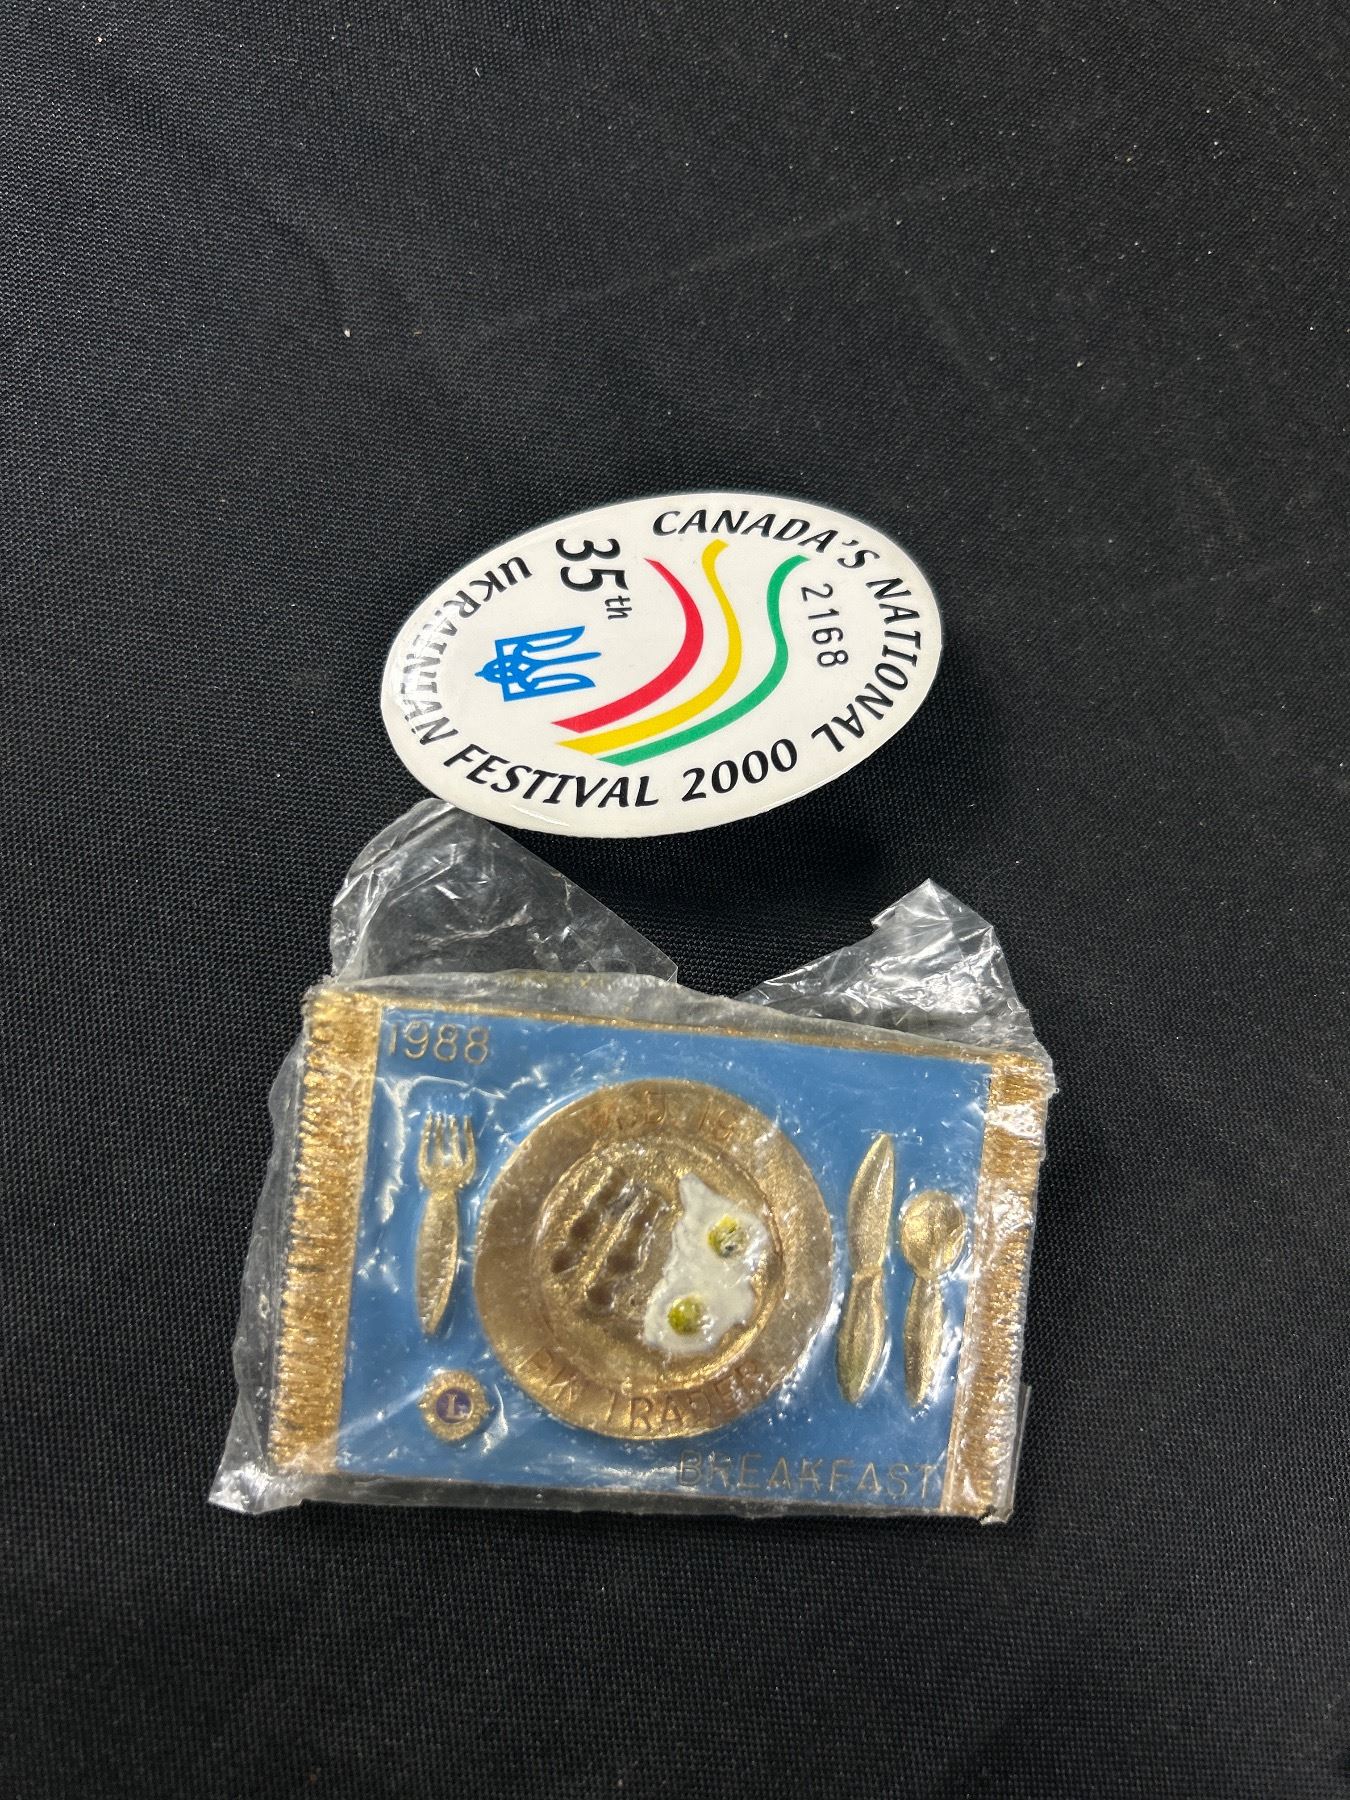 CANADA'S NATIONAL
UKRAINIAN FESTIVAL 2000
35th
2168
1988
PIN TRADER
BREAKFAST
L